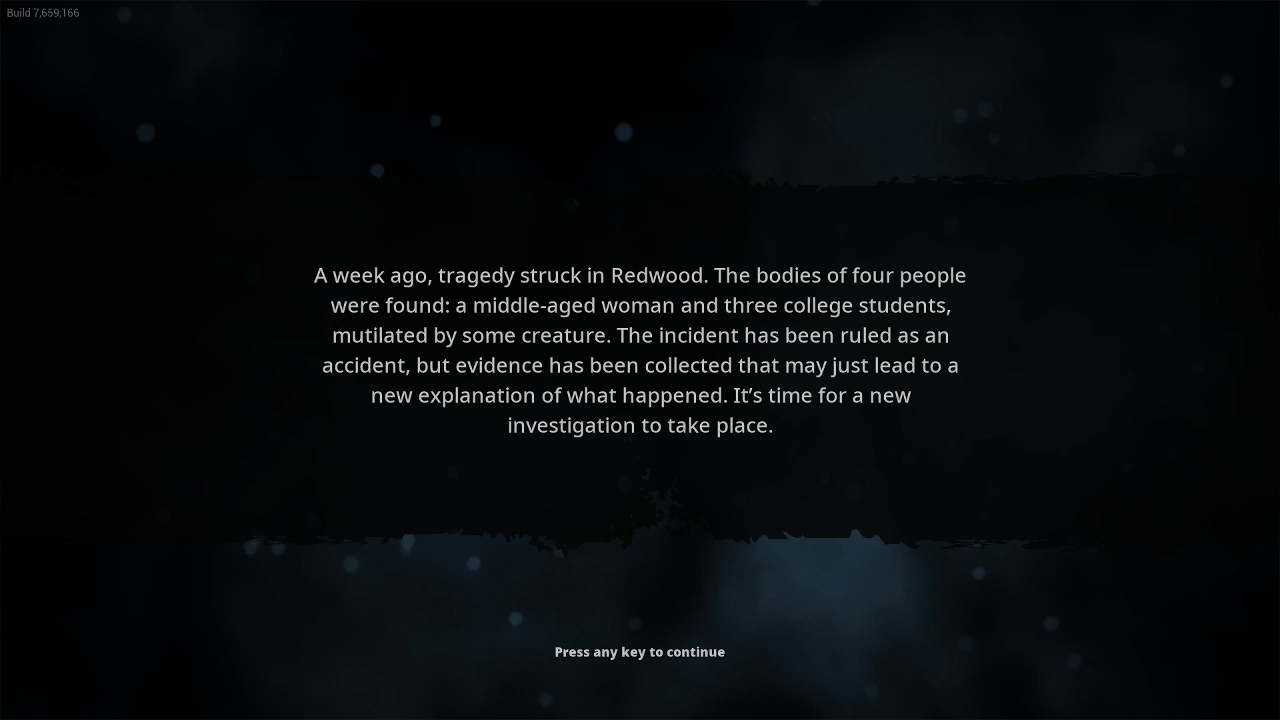 Build 7,659,166
A week ago, tragedy struck in Redwood. The bodies of four people
were found: a middle-aged woman and three college students,
mutilated by some creature. The incident has been ruled as an
accident, but evidence has been collected that may just lead to a
new explanation of what happened. It’s time for a new
investigation to take place.
Press any key to continue